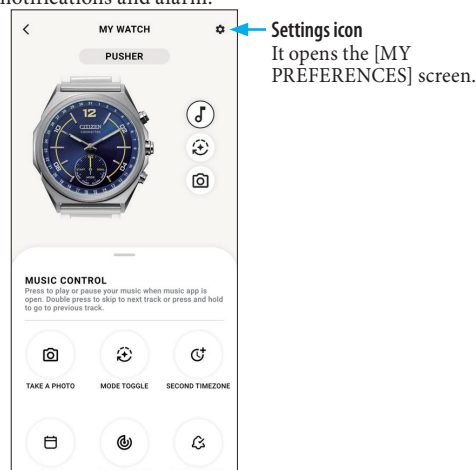 notifications and alarm.
MY WATCH
Settings icon
It opens the [MY
PREFERENCES] screen.
PUSHER
12
CITIZEN
MUSIC CONTROL
Press to play or pause your music when music app is
open. Double press to skip to next track or press and hold
to go to previous track.
TAKE A PHOTO
MODE TOGGLE
SECOND TIMEZONE